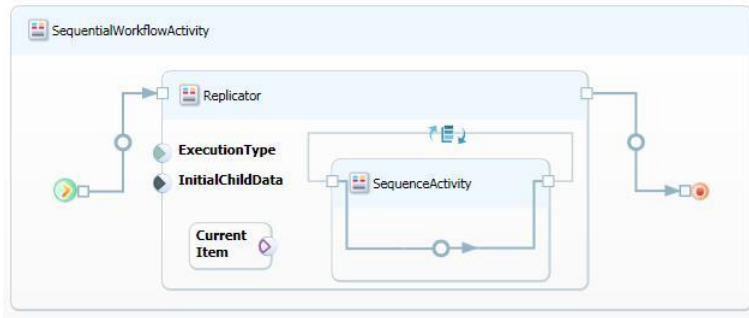 SequentialWorkflowActivity
Replicator
ExecutionType
InitialChildData
SequenceActivity
Current
Item